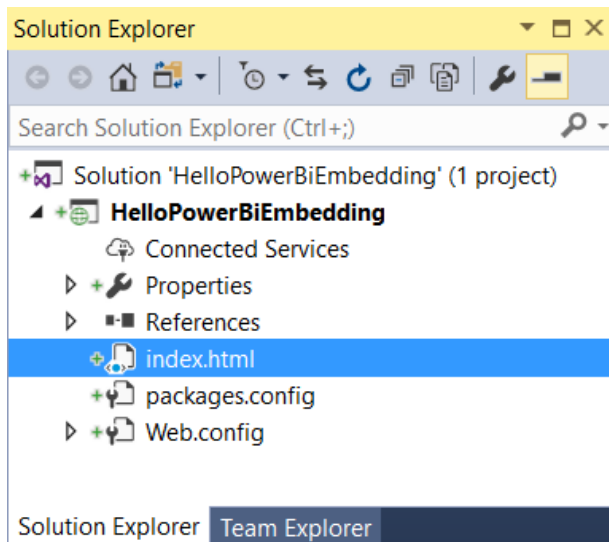 Solution Explorer
Search Solution Explorer (Ctrl+;)
Solution 'HelloPowerBiEmbedding' (1 project)
HelloPowerBiEmbedding
Connected Services
Properties
References
index.html
packages.config
Web.config
Solution Explorer Team Explorer